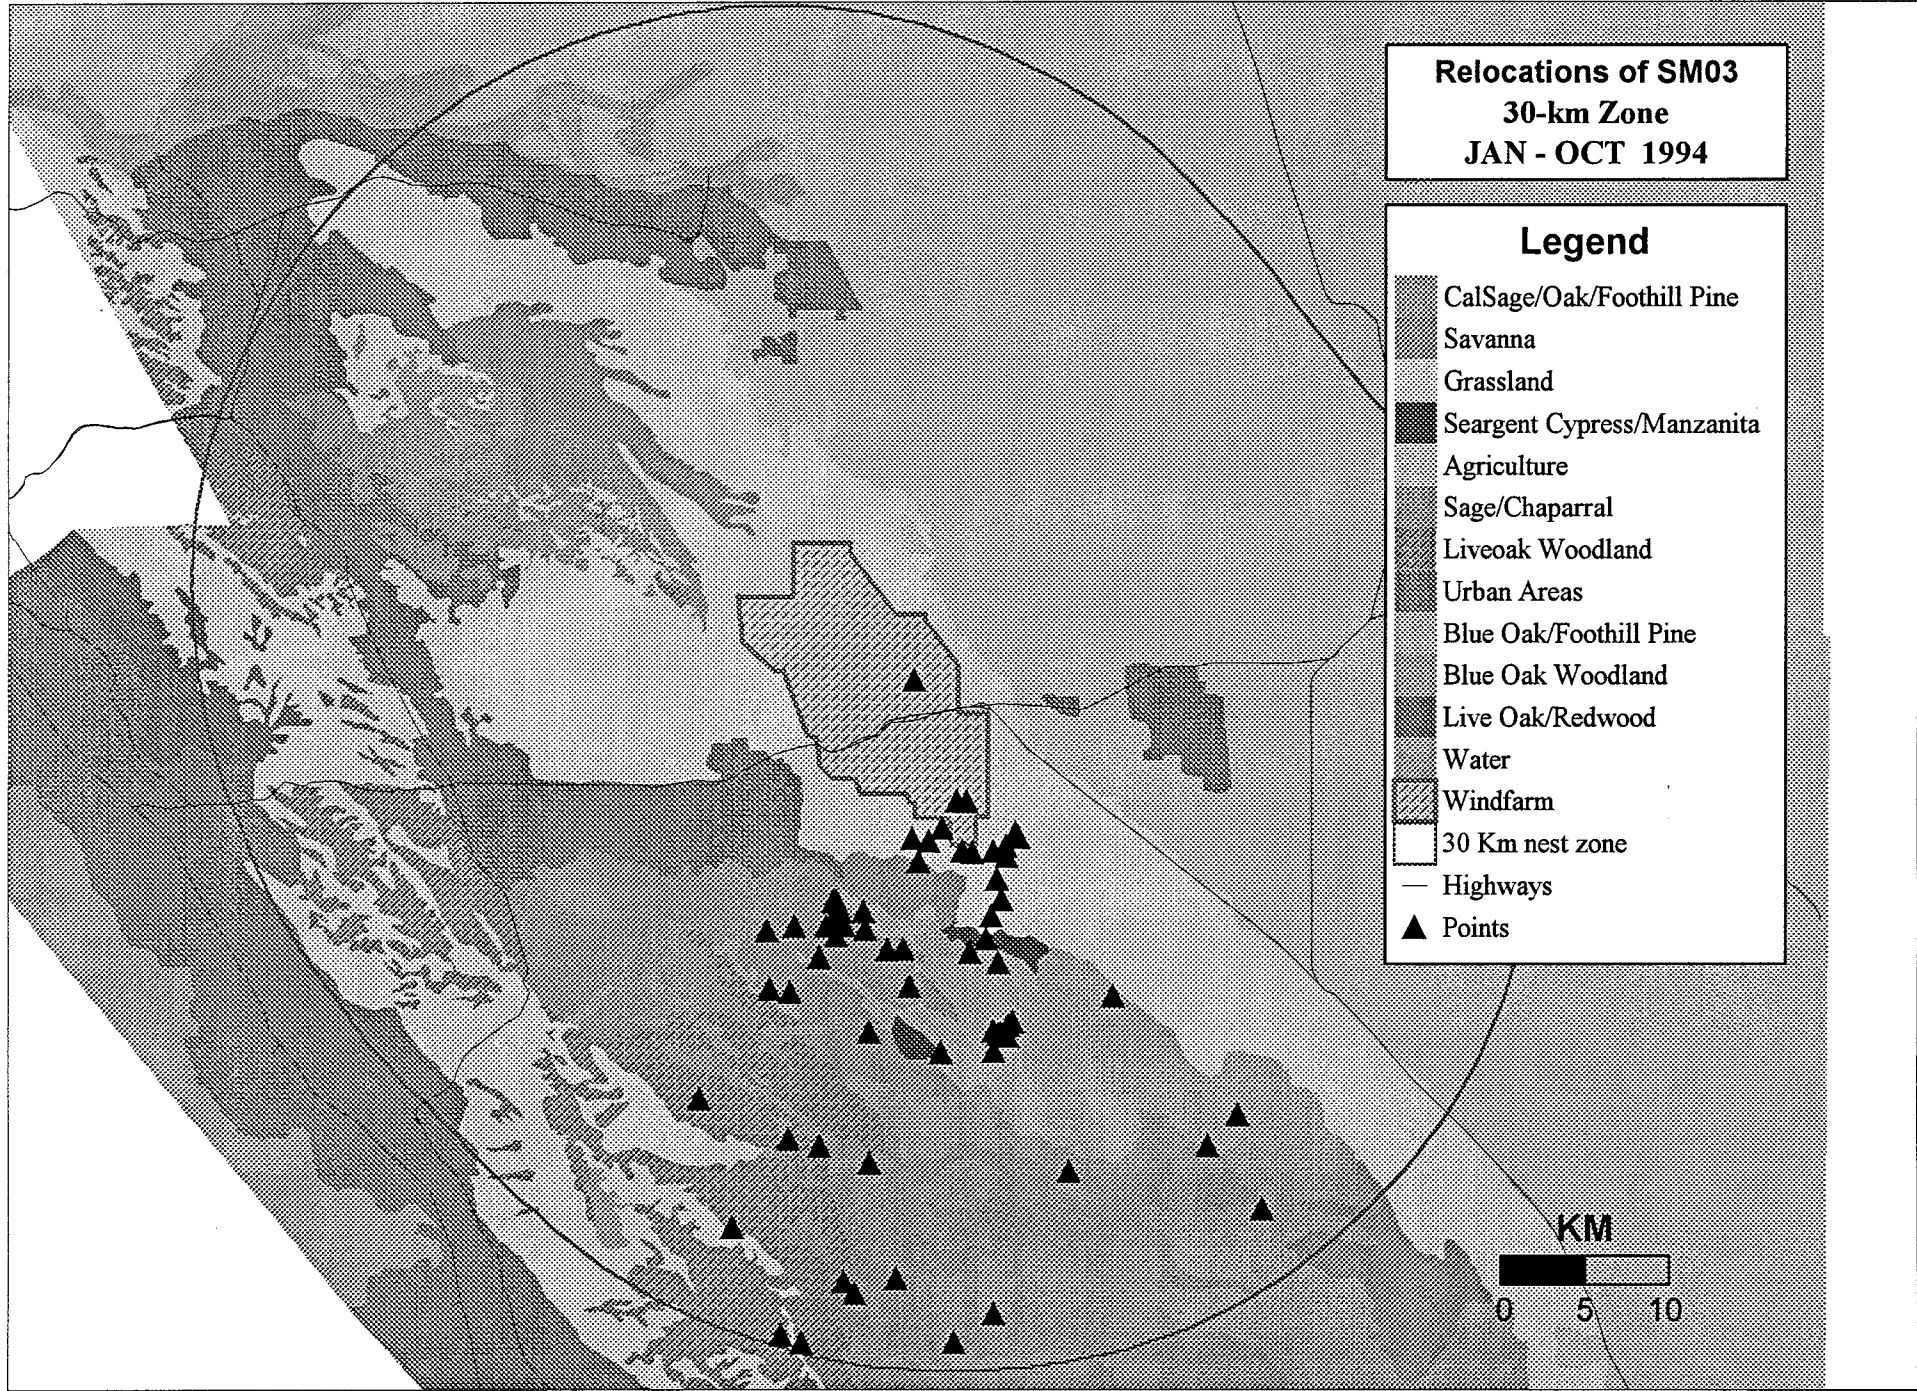 Relocations of SM03
30-km Zone
JAN - OCT 1994
Legend
CalSage/Oak/Foothill Pine
Savanna
Grassland
Seargent Cypress/Manzanita
Agriculture
Sage/Chaparral
Liveoak Woodland
Urban Areas
Blue Oak/Foothill Pine
Blue Oak Woodland
Live Oak/Redwood
Water
Windfarm
30 Km nest zone
Highways
Points
KM
0 5 10